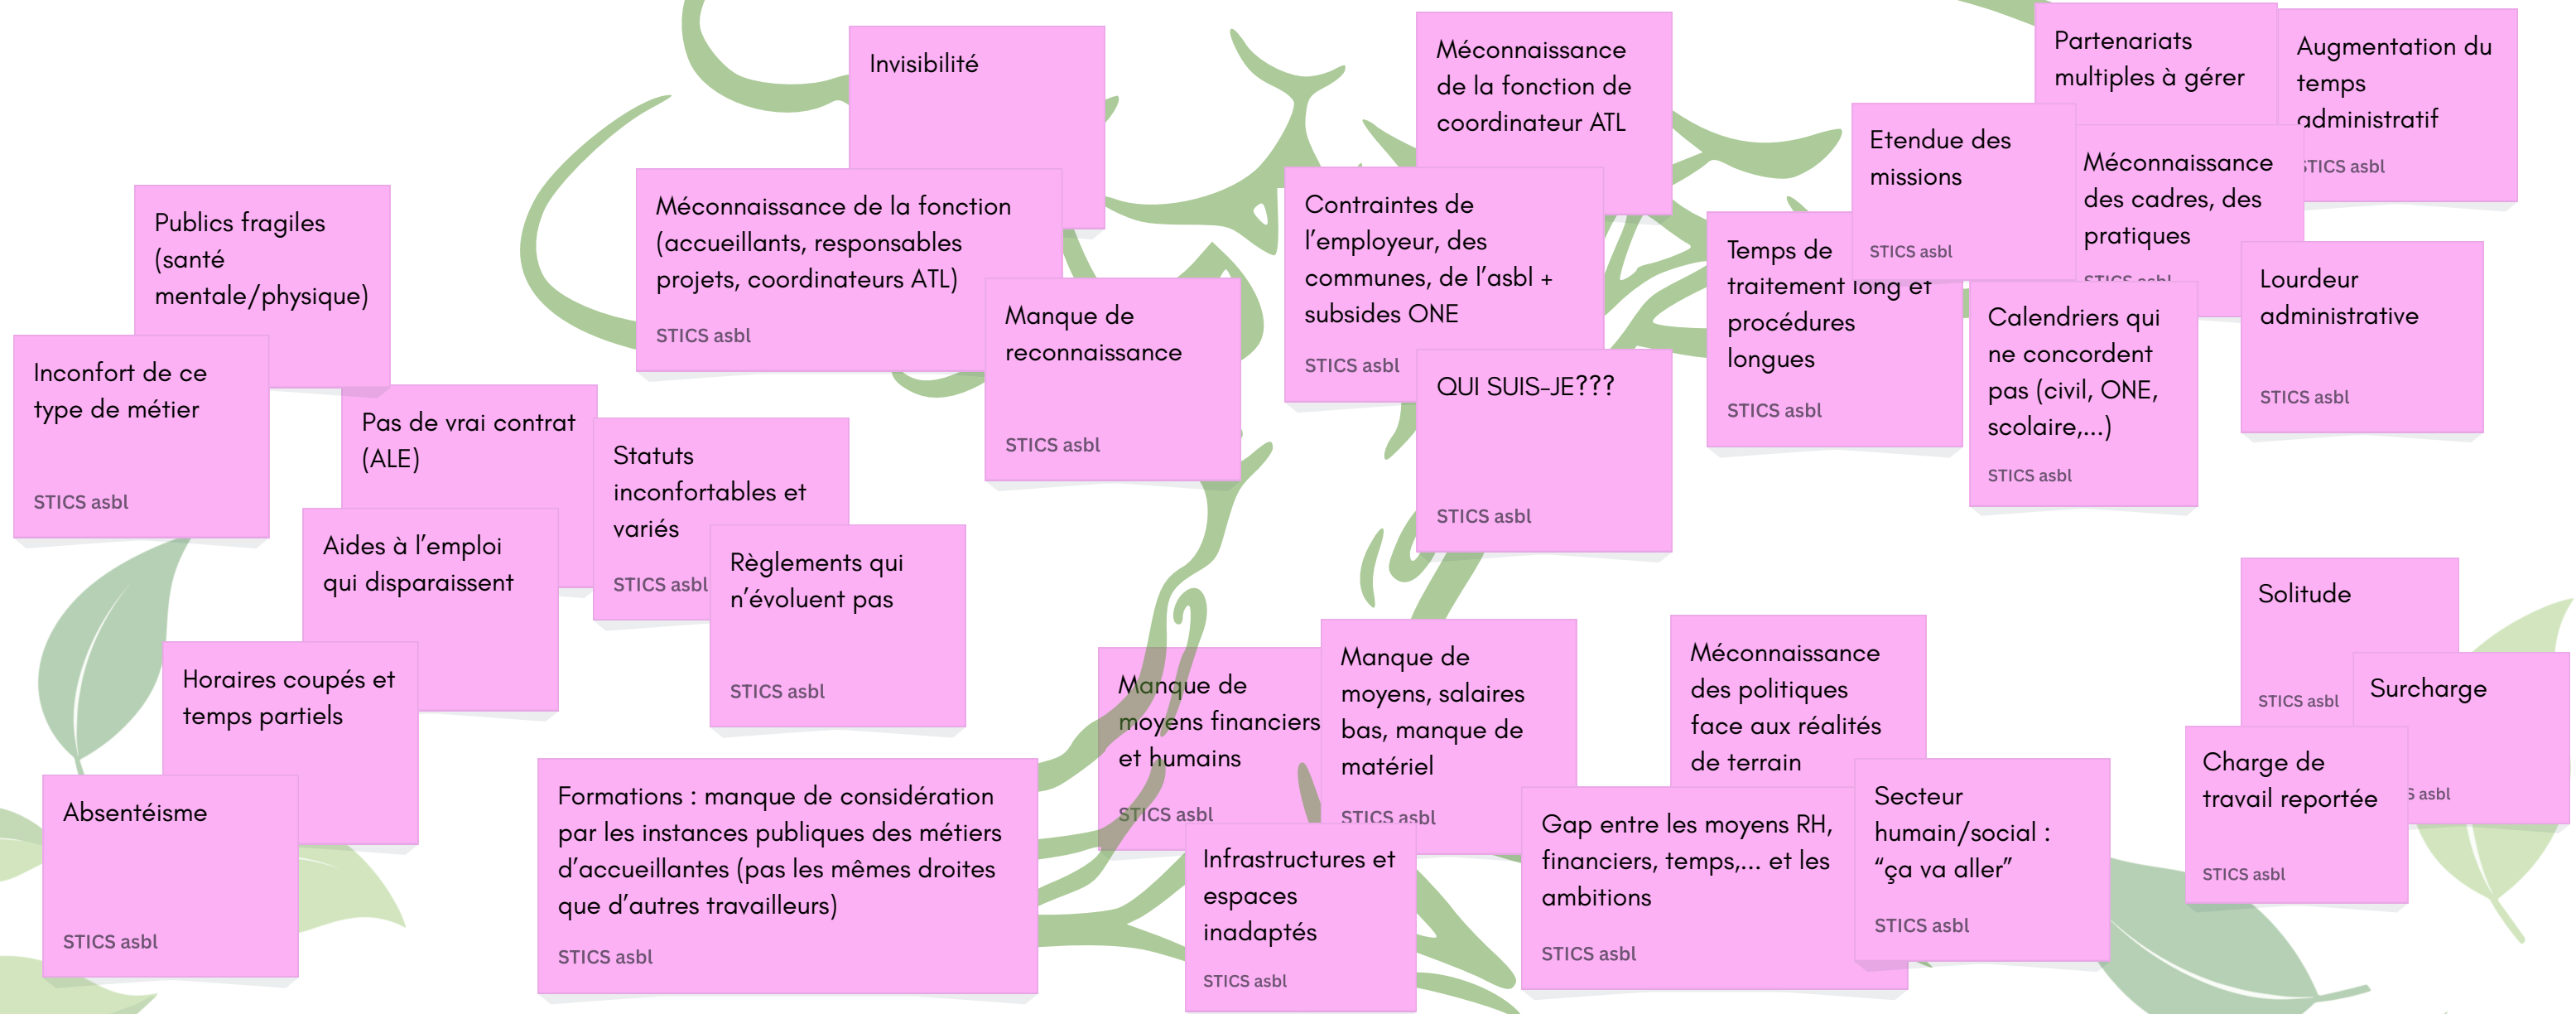 Publics fragiles
(santé
mentale/physique)
Inconfort de ce
type de métier
STICS asbl
Pas de vrai contrat
(ALE)
Aides à l'emploi
qui disparaissent
Horaires coupés et
temps partiels
Absentéisme
STICS asbl
Statuts
inconfortables et
variés
STICS asbl
Règlements qui
n'évoluent pas
STICS asbl
Invisibilité
Méconnaissance de la fonction
(accueillants, responsables
projets, coordinateurs ATL)
STICS asbl
Manque de
reconnaissance
STICS asbl
Méconnaissance
de la fonction de
coordinateur ATL
Contraintes de
l'employeur, des
communes, de l'asbl +
subsides ONE
STICS asbl
QUI SUIS-JE???
STICS asbl
Partenariats
multiples à gérer
Augmentation du
temps
administratif
STICS asbl
Etendue des
missions
STICS asbl
Méconnaissance
des cadres, des
pratiques
STICS asbl
Temps de
traitement long et
procédures
longues
STICS asbl
Calendriers qui
ne concordent
pas (civil, ONE,
scolaire,...)
STICS asbl
Lourdeur
administrative
STICS asbl
Formations : manque de considération
par les instances publiques des métiers
d'accueillantes (pas les mêmes droites
que d'autres travailleurs)
STICS asbl
Manque de
moyens financiers
et humains
STICS asbl
Manque de
moyens, salaires
bas, manque de
matériel
STICS asbl
Infrastructures et
espaces
inadaptés
STICS asbl
Méconnaissance
des politiques
face aux réalités
de terrain
Gap entre les moyens RH,
financiers, temps,... et les
ambitions
STICS asbl
Secteur
humain/social :
“ça va aller”
STICS asbl
Solitude
STICS asbl
Surcharge
S asbl
Charge de
travail reportée
STICS asbl